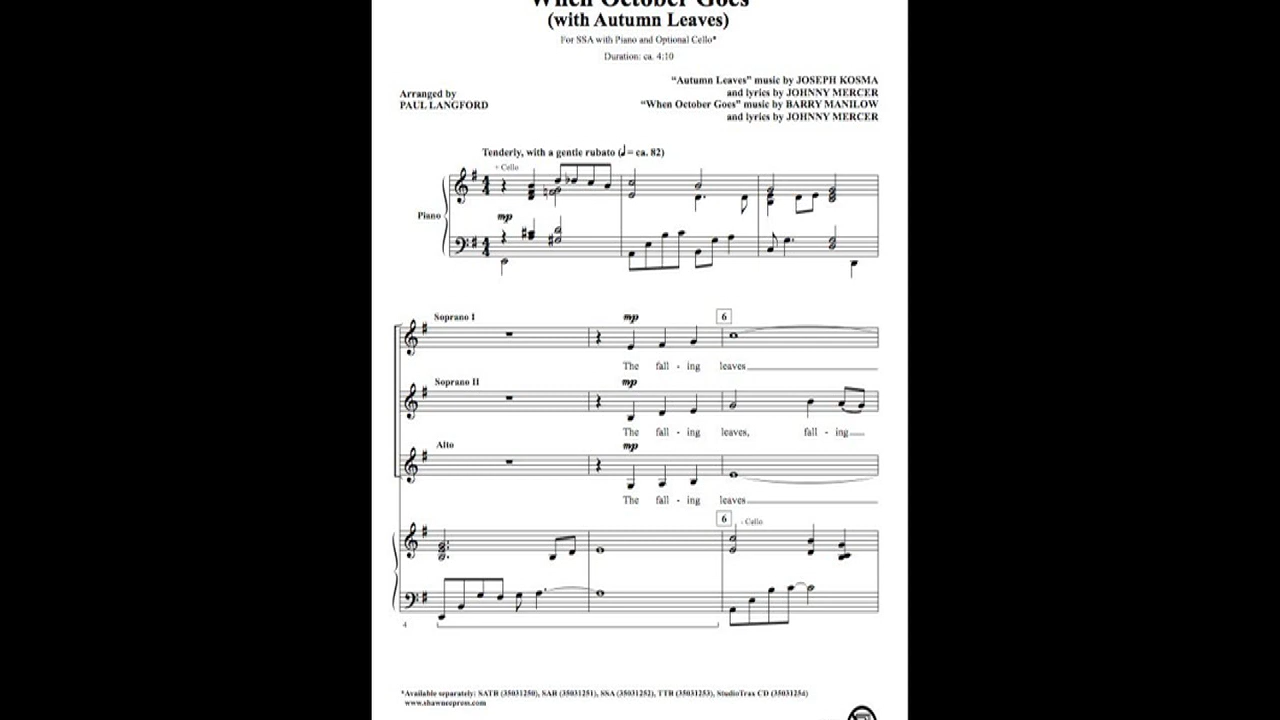 When October Goes
(with Autumn Leaves)
For SSA with Piano and Optional Cello*
Duration: ca. 4:10
"Autumn Leaves" music by JOSEPH KOSMA
and lyrics by JOHNNY MERCER
"When October Goes" music by BARRY MANILOW
and lyrics by JOHNNY MERCER
Arranged by
PAUL LANGFORD
Tenderly, with a gentle rubato (♩ = ca. 82)
+ Cello
Piano
mp
Soprano I
mp
6
The fall - ing leaves
Soprano II
mp
The fall - ing leaves, fall - ing
Alto
mp
The fall - ing leaves
6
- Cello
4
*Available separately: SATB (35031250), SAB (35031251), SSA (35031252), TTB (35031253), StudioTrax CD (35031254)
www.shawneepress.com